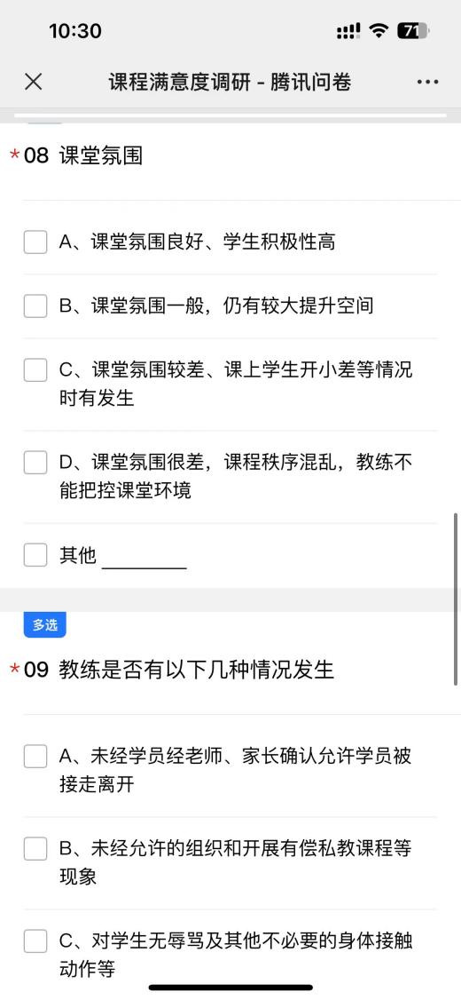 10:30
71
课程满意度调研 - 腾讯问卷
* 08 课堂氛围
A、课堂氛围良好、学生积极性高
B、课堂氛围一般，仍有较大提升空间
C、课堂氛围较差、课上学生开小差等情况
时有发生
D、课堂氛围很差，课程秩序混乱，教练不
能把控课堂环境
其他 ________
多选
* 09 教练是否有以下几种情况发生
A、未经学员经老师、家长确认允许学员被
接走离开
B、未经允许的组织和开展有偿私教课程等
现象
C、对学生无辱骂及其他不必要的身体接触
动作等